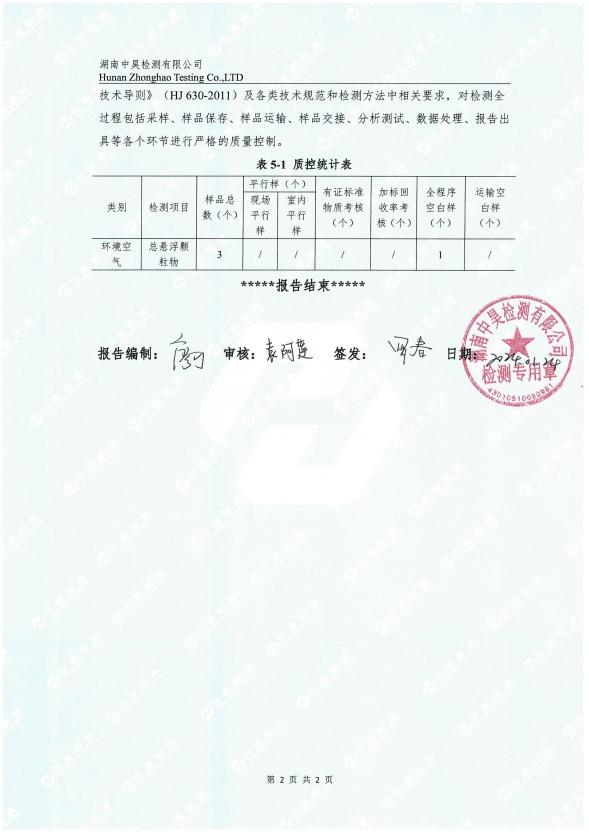 湖南中昊检测有限公司
Hunan Zhonghao Testing Co.,LTD
技术导则》（HJ 630-2011）及各类技术规范和检测方法中相关要求，对检测全
过程包括采样、样品保存、样品运输、样品交接、分析测试、数据处理、报告出
具等各个环节进行严格的质量控制。
表 5-1 质控统计表
类别 检测项目 样品总数（个） 平行样（个） 现场平行样 室内平行样 有证标准物质考核（个） 加标回收率考核（个） 全程序空白样（个） 运输空白样（个）
环境空气 总悬浮颗粒物 3 / / / / 1 /
*****报告结束*****
报告编制： 审核： 签发： 日期：2024.01.24
湖南中昊检测有限公司
检测专用章
第 2 页 共 2 页